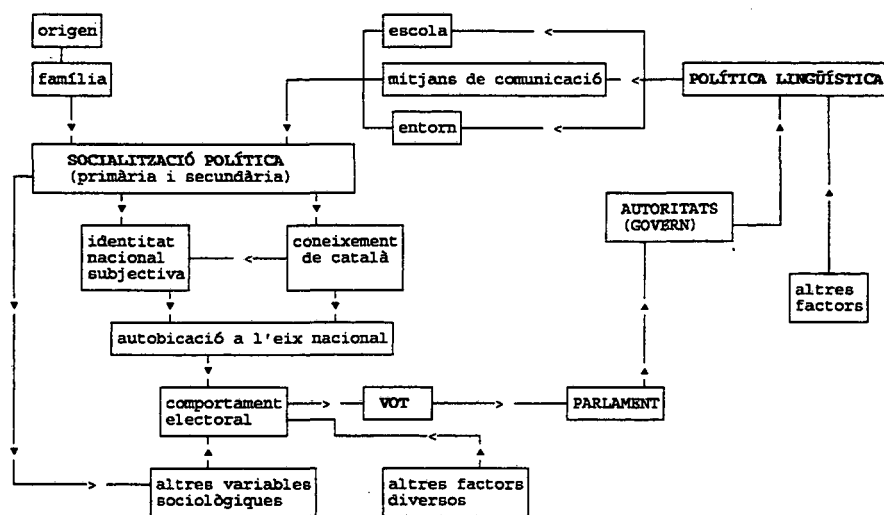 origen
família
escola
mitjans de comunicació
entorn
POLÍTICA LINGÜÍSTICA
SOCIALITZACIÓ POLÍTICA
(primària i secundària)
identitat
nacional
subjectiva
coneixement
de català
AUTORITATS
(GOVERN)
altres
factors
autobicació a l'eix nacional
comportament
electoral
VOT
PARLAMENT
altres variables
sociològiques
altres factors
diversos